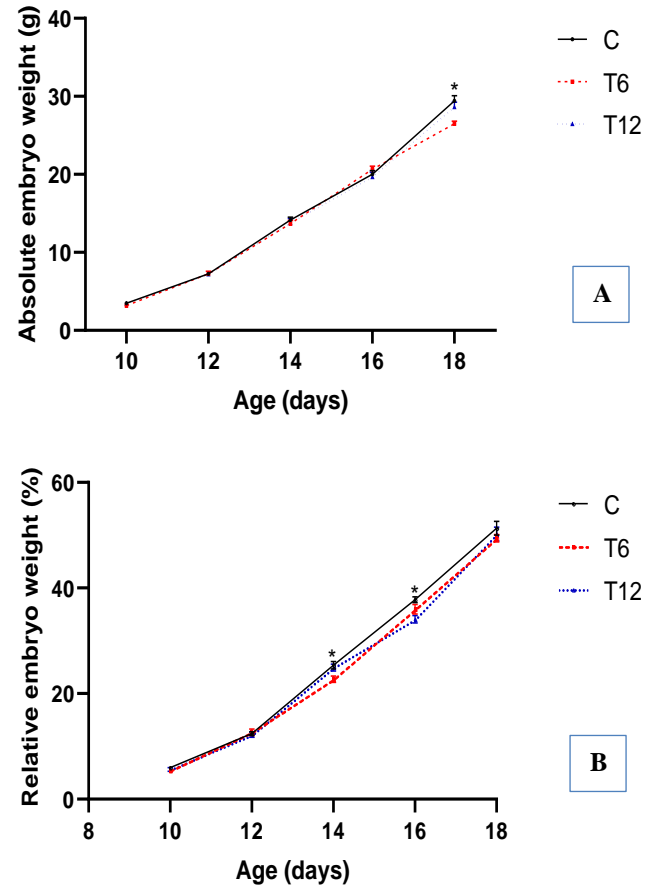 Absolute embryo weight (g)
40
30
20
10
0
*
10 12 14 16 18
Age (days)
C
T6
T12
A
Relative embryo weight (%)
60
40
20
0
*
*
8 10 12 14 16 18
Age (days)
C
T6
T12
B